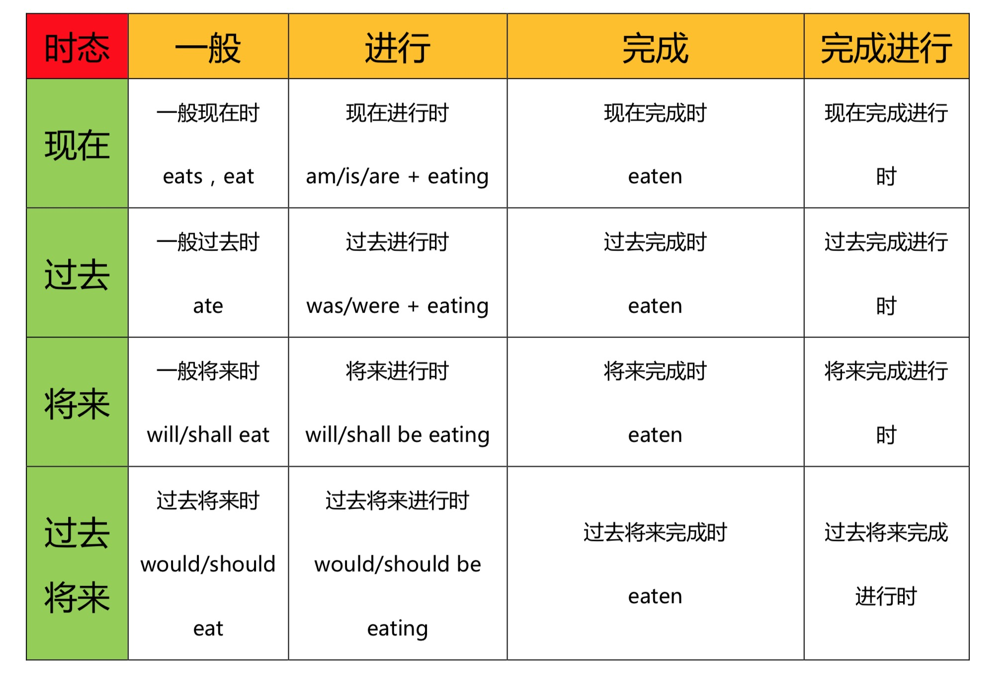 时态
一般
进行
完成
完成进行
现在
一般现在时
eats，eat
现在进行时
am/is/are + eating
现在完成时
eaten
现在完成进行
时
过去
一般过去时
ate
过去进行时
was/were + eating
过去完成时
eaten
过去完成进行
时
将来
一般将来时
will/shall eat
将来进行时
will/shall be eating
将来完成时
eaten
将来完成进行
时
过去
将来
过去将来时
would/should
eat
过去将来进行时
would/should be
eating
过去将来完成时
eaten
过去将来完成
进行时